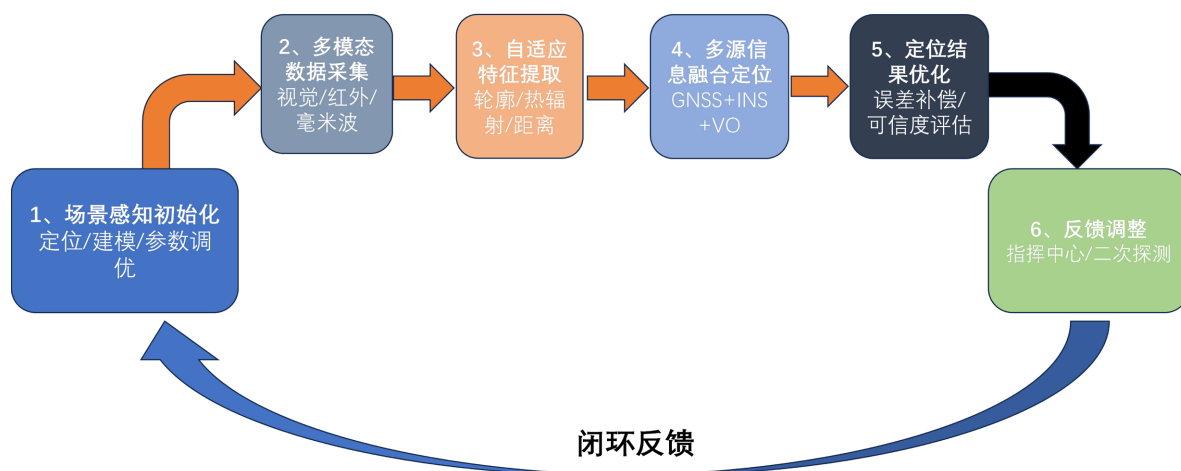 1、场景感知初始化
定位/建模/参数调
优
2、多模态
数据采集
视觉/红外/
毫米波
3、自适应
特征提取
轮廓/热辐
射/距离
4、多源信
息融合定位
GNSS+INS
+VO
5、定位结
果优化
误差补偿/
可信度评估
6、反馈调整
指挥中心/二次探测
闭环反馈